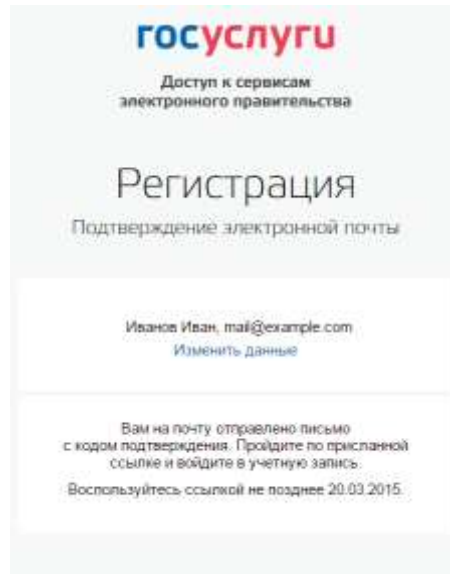 госуслуги
Доступ к сервисам
электронного правительства
Регистрация
Подтверждение электронной почты
Иванов Иван, mail@example.com
Изменить данные
Вам на почту отправлено письмо
с кодом подтверждения. Пройдите по присланной
ссылке и войдите в учетную запись.
Воспользуйтесь ссылкой не позднее 20.03.2015.